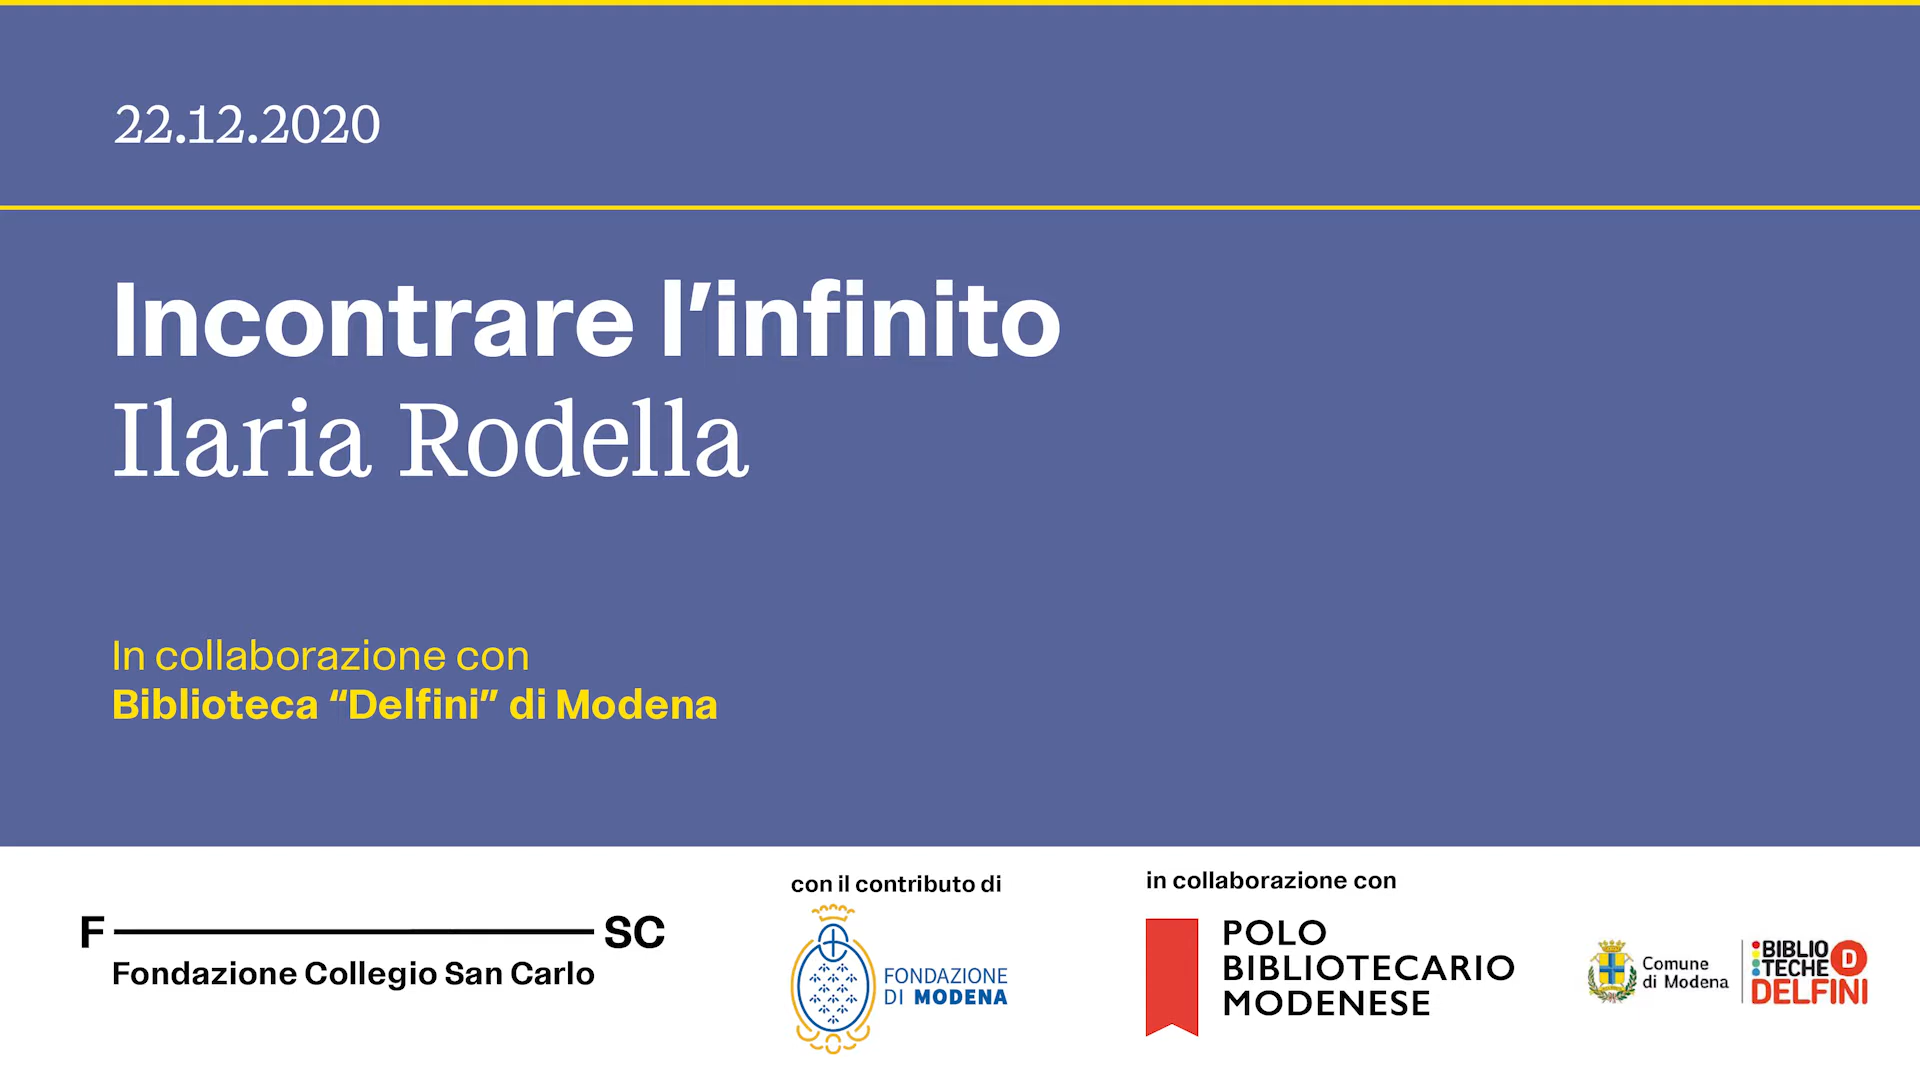 22.12.2020
Incontrare l’infinito
Ilaria Rodella
In collaborazione con
Biblioteca “Delfini” di Modena
F SC
Fondazione Collegio San Carlo
con il contributo di
FONDAZIONE
DI MODENA
in collaborazione con
POLO
BIBLIOTECARIO
MODENESE
Comune
di Modena
BIBLIO
TECHE
D
DELFINI